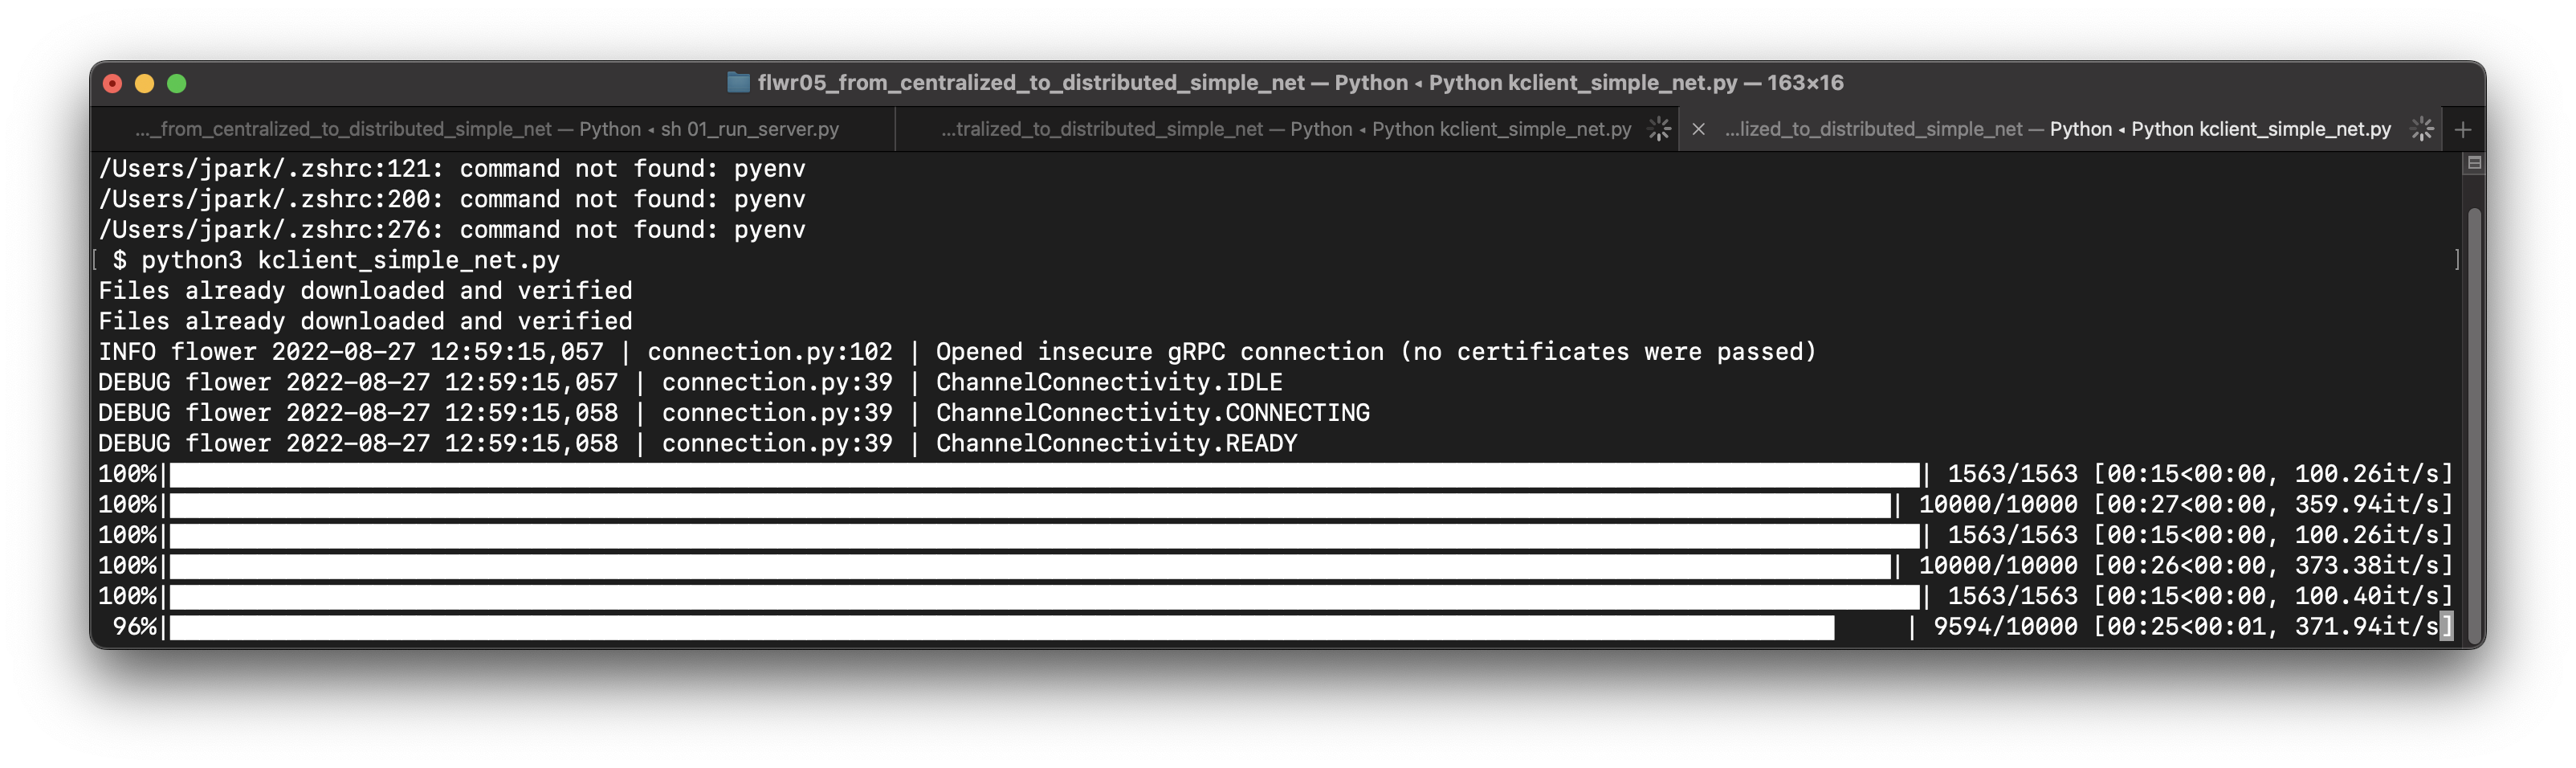 flwr05_from_centralized_to_distributed_simple_net — Python ◂ Python kclient_simple_net.py — 163×16
..._from_centralized_to_distributed_simple_net — Python ◂ sh 01_run_server.py
...tralized_to_distributed_simple_net — Python ◂ Python kclient_simple_net.py
...lized_to_distributed_simple_net — Python ◂ Python kclient_simple_net.py
/Users/jpark/.zshrc:121: command not found: pyenv
/Users/jpark/.zshrc:200: command not found: pyenv
/Users/jpark/.zshrc:276: command not found: pyenv
[ $ python3 kclient_simple_net.py ]
Files already downloaded and verified
Files already downloaded and verified
INFO flower 2022-08-27 12:59:15,057 | connection.py:102 | Opened insecure gRPC connection (no certificates were passed)
DEBUG flower 2022-08-27 12:59:15,057 | connection.py:39 | ChannelConnectivity.IDLE
DEBUG flower 2022-08-27 12:59:15,058 | connection.py:39 | ChannelConnectivity.CONNECTING
DEBUG flower 2022-08-27 12:59:15,058 | connection.py:39 | ChannelConnectivity.READY
100%| | 1563/1563 [00:15<00:00, 100.26it/s]
100%| | 10000/10000 [00:27<00:00, 359.94it/s]
100%| | 1563/1563 [00:15<00:00, 100.26it/s]
100%| | 10000/10000 [00:26<00:00, 373.38it/s]
100%| | 1563/1563 [00:15<00:00, 100.40it/s]
96%| | 9594/10000 [00:25<00:01, 371.94it/s]